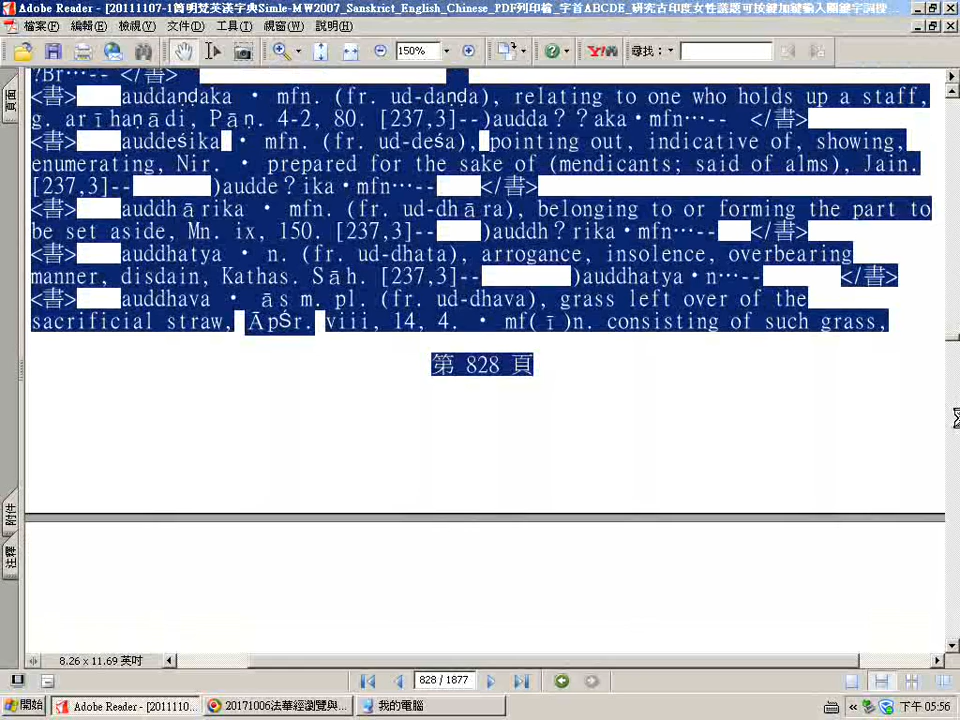 Adobe Reader - [20111107-1簡明梵英漢字典Simle-MW2007_Sanskrict_English_Chinese_PDF列印檔_字首ABCDE_研究古印度女性議題可按鍵加鍵輸入關鍵字詞搜
檔案(F) 編輯(E) 檢視(V) 文件(D) 工具(T) 視窗(W) 說明(H)
150% Y! 尋找:
頁面
?Br…-- </書>
<書> auddaṇḍaka • mfn. (fr. ud-daṇḍa), relating to one who holds up a staff,
g. arīhaṇādi, Pāṇ. 4-2, 80. [237,3]--)audda??aka•mfn…-- </書>
<書> auddeśika • mfn. (fr. ud-deśa), pointing out, indicative of, showing,
enumerating, Nir. • prepared for the sake of (mendicants; said of alms), Jain.
[237,3]-- )audde?ika•mfn…-- </書>
<書> auddhārika • mfn. (fr. ud-dhāra), belonging to or forming the part to
be set aside, Mn. ix, 150. [237,3]-- )auddh?rika•mfn…-- </書>
<書> auddhatya • n. (fr. ud-dhata), arrogance, insolence, overbearing
manner, disdain, Kathas. Sāh. [237,3]-- )auddhatya•n…-- </書>
<書> auddhava • ās m. pl. (fr. ud-dhava), grass left over of the
sacrificial straw, ĀpŚr. viii, 14, 4. • mf(ī)n. consisting of such grass,
第 828 頁
附件
注釋
8.26 x 11.69 英吋
828 / 1877
開始 Adobe Reader - [2011110... 20171006法華經瀏覽與... 我的電腦 下午 05:56